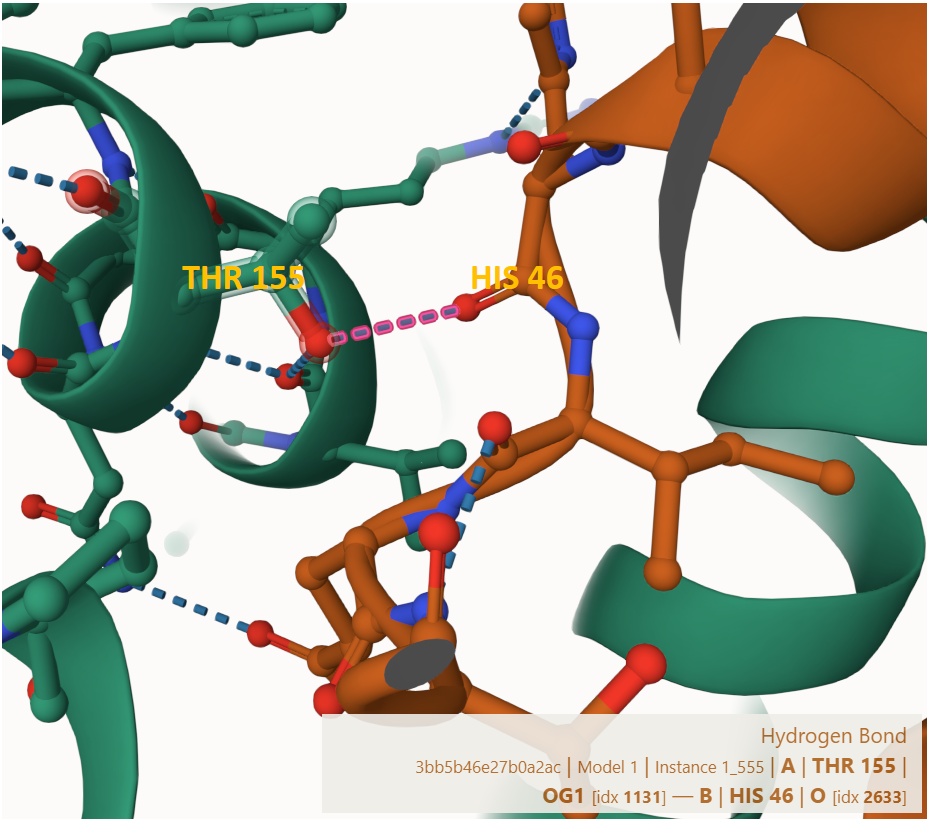 THR 155
HIS 46
Hydrogen Bond
3bb5b46e27b0a2ac | Model 1 | Instance 1_555 | A | THR 155 |
OG1 [idx 1131] — B | HIS 46 | O [idx 2633]